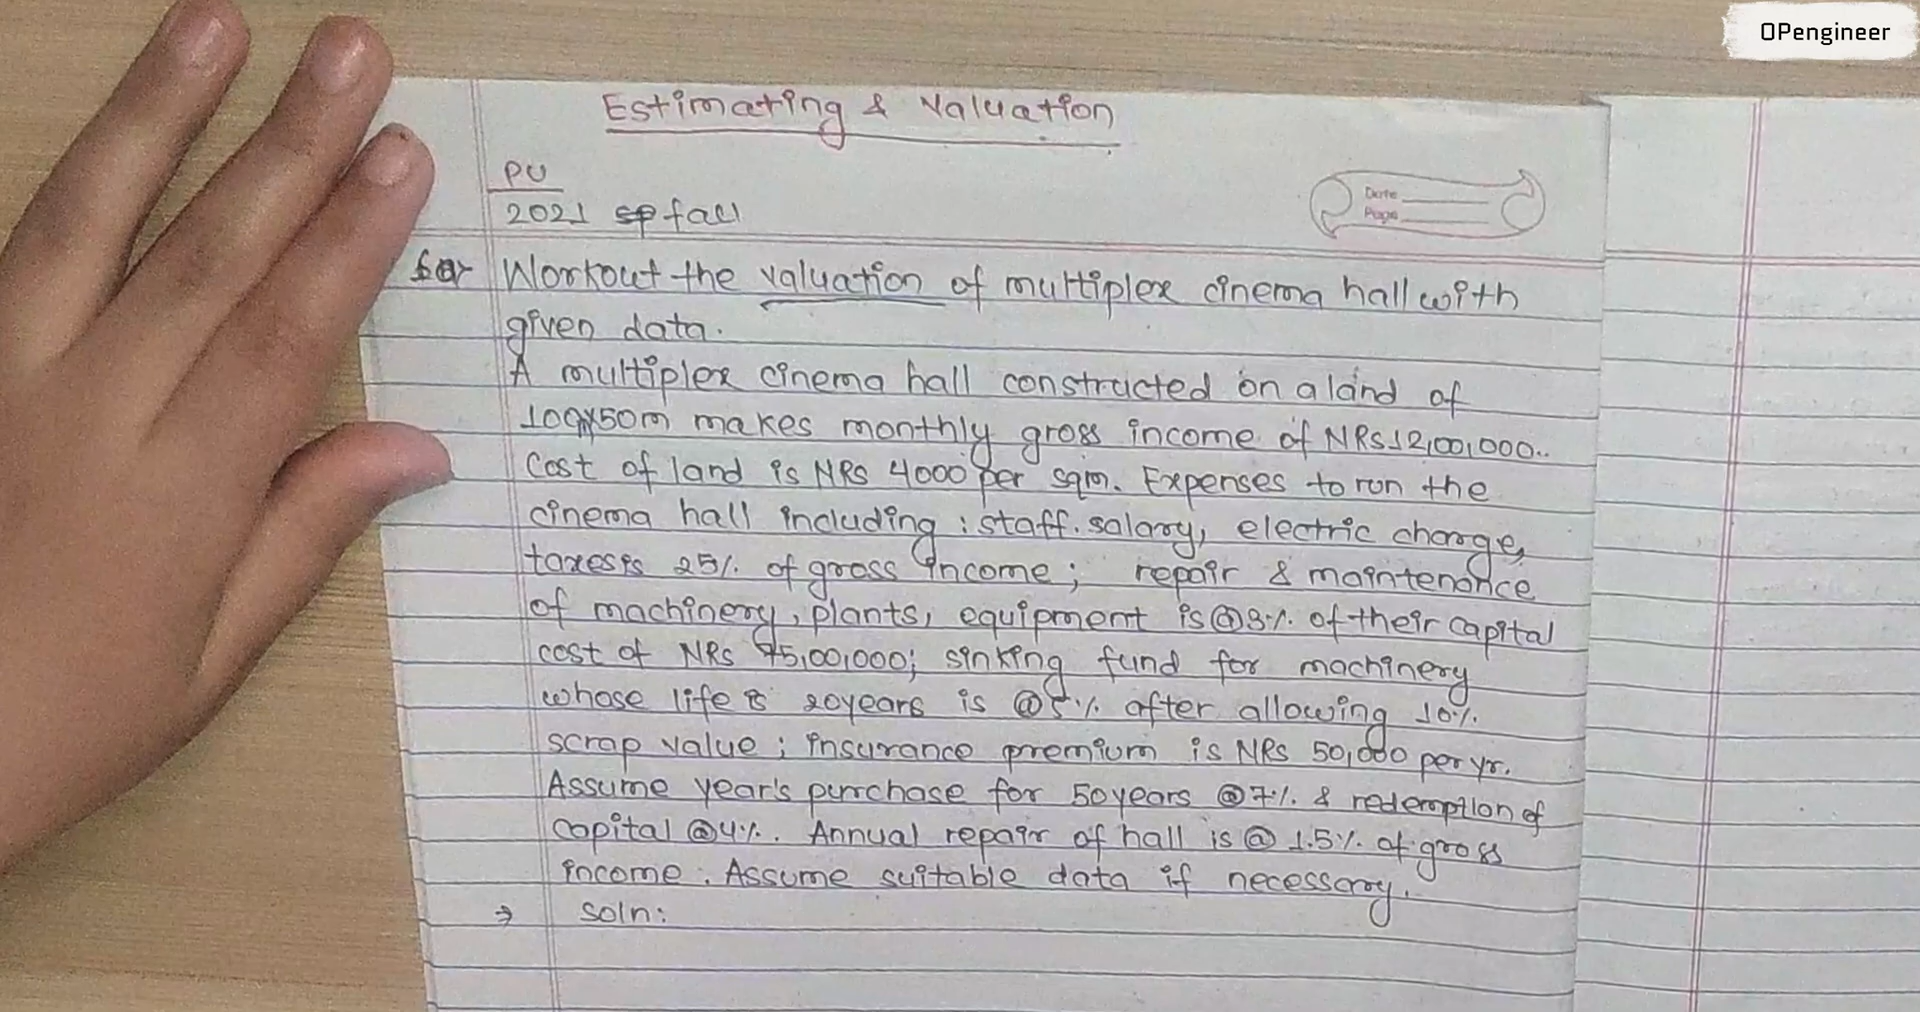 OPengineer
Estimating & Valuation
PU
2021 fall
Date
Page
Workout the valuation of multiplex cinema hall with
given data.
A multiplex cinema hall constructed on a land of
100x50m makes monthly gross income of NRs 12,00,000..
Cost of land is NRs 4000 per sqm. Expenses to run the
cinema hall including : staff. salary, electric charge,
taxes is 25% of gross income ; repair & maintenance
of machinery, plants, equipment is @3% of their capital
cost of NRs 75,00,000; sinking fund for machinery
whose life is 20years is @5% after allowing 10%
scrap value ; insurance premium is NRs 50,000 per yr.
Assume year's purchase for 50years @7% & redemption of
capital @4%. Annual repair of hall is @ 1.5% of gross
income. Assume suitable data if necessary.
⇒ soln: